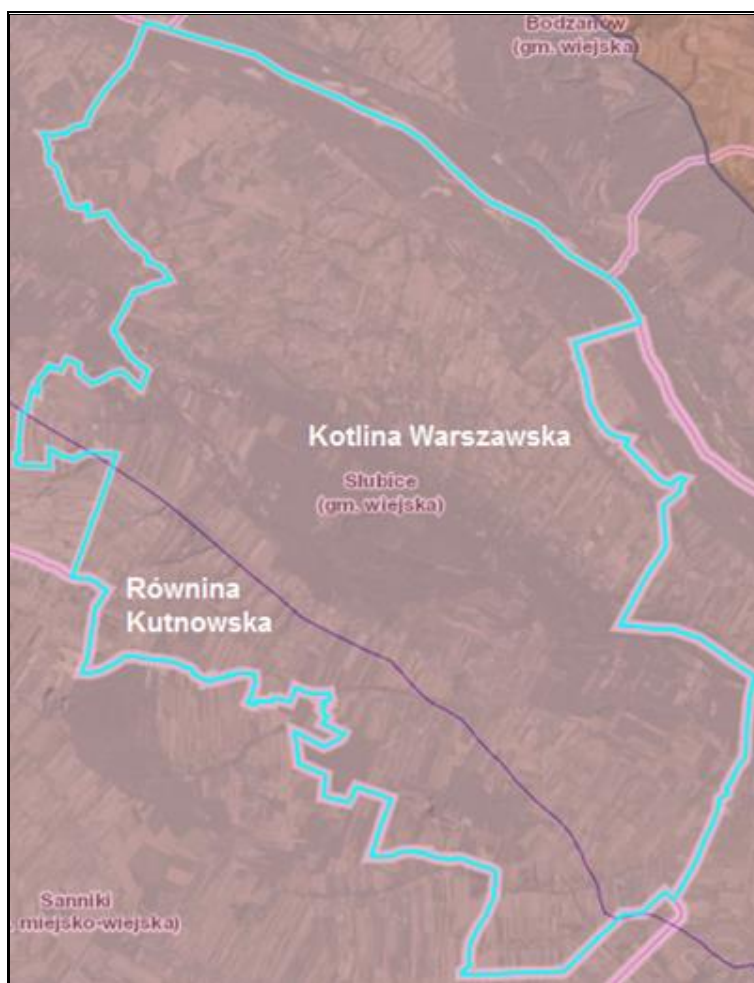 Bodzanów
(gm. wiejska)
Kotlina Warszawska
Słubice
(gm. wiejska)
Równina
Kutnowska
Sanniki
. miejsko-wiejska)